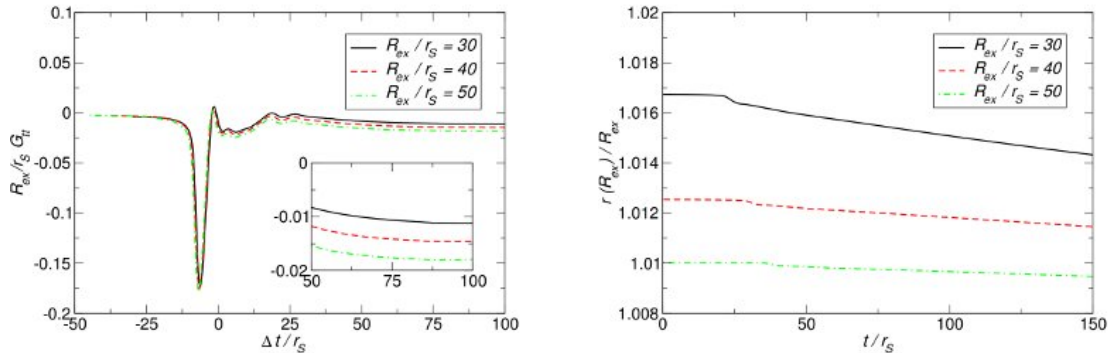 0.1
0.05
0
-0.05
-0.1
-0.15
-0.2
R_ex/r_S G_tt
R_ex / r_S = 30
R_ex / r_S = 40
R_ex / r_S = 50
0
-0.01
-0.02
50 75 100
-50 -25 0 25 50 75 100
Δt/r_S
1.02
1.018
1.016
1.014
1.012
1.01
1.008
r (R_ex) / R_ex
R_ex / r_S = 30
R_ex / r_S = 40
R_ex / r_S = 50
0 50 100 150
t/r_S